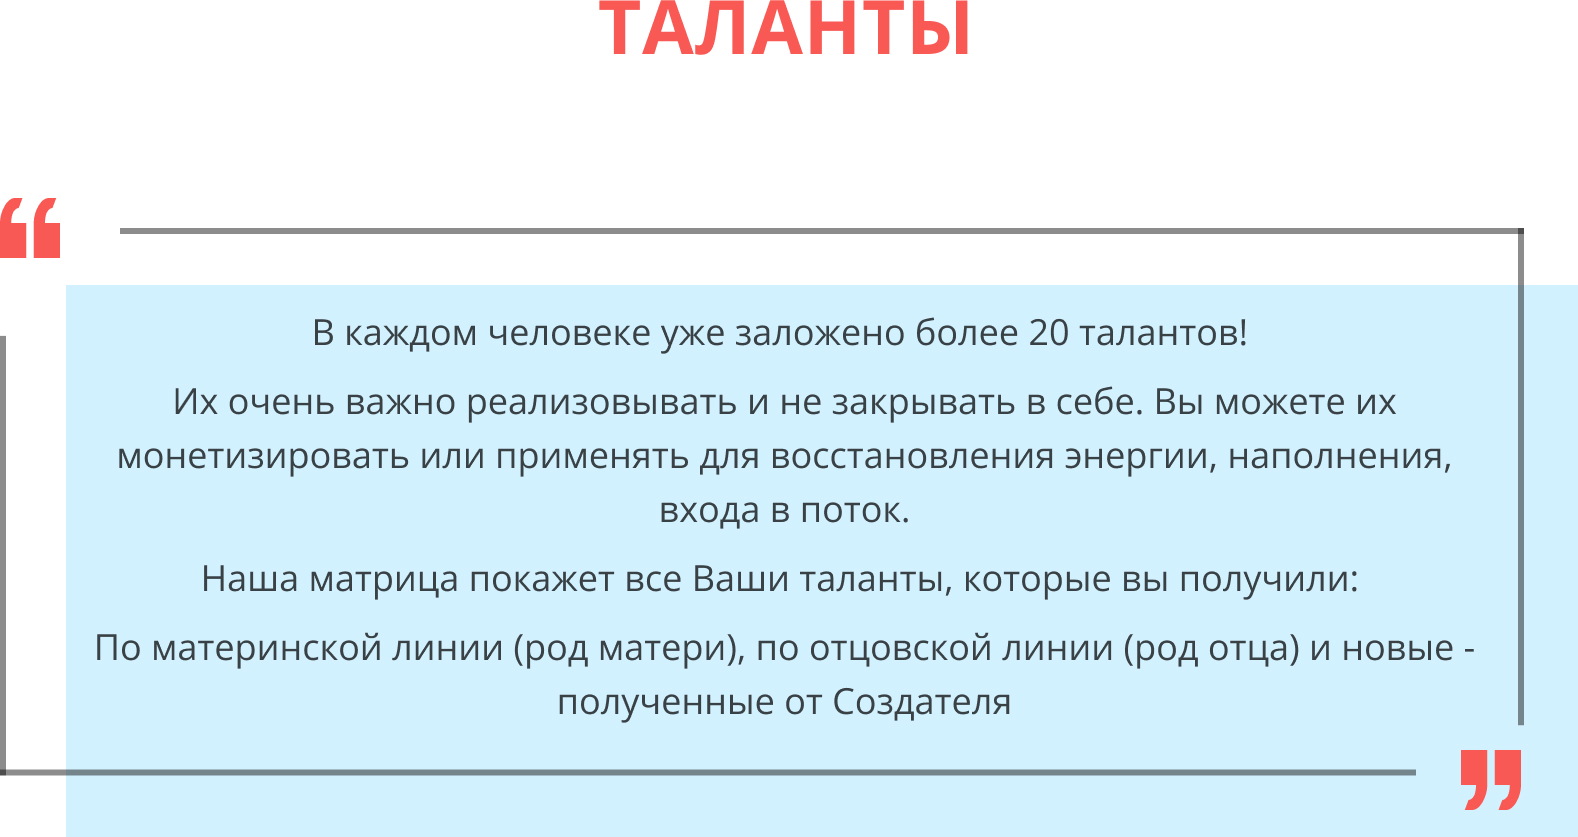 ТАЛАНТЫ
“
В каждом человеке уже заложено более 20 талантов!
Их очень важно реализовывать и не закрывать в себе. Вы можете их
монетизировать или применять для восстановления энергии, наполнения,
входа в поток.
Наша матрица покажет все Ваши таланты, которые вы получили:
По материнской линии (род матери), по отцовской линии (род отца) и новые -
полученные от Создателя
”